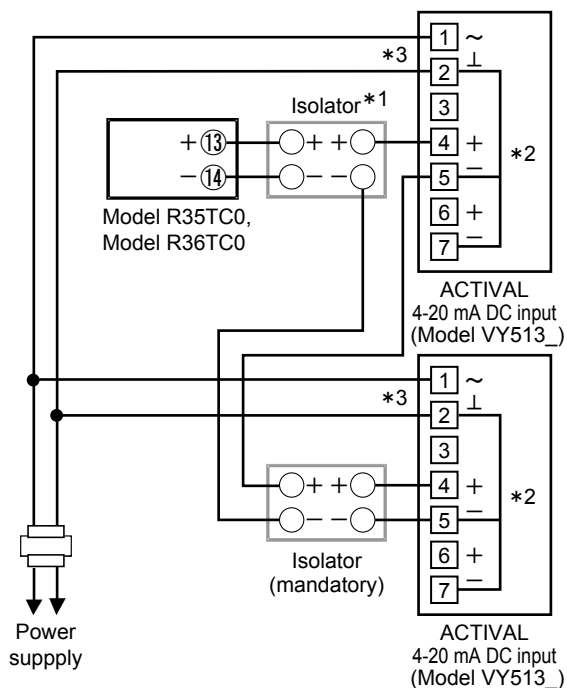 1 ~
*3
2 ⊥
Isolator*1
3
+ ⑬ + + 4 +
*2
− ⑭ − − 5 −
6 +
Model R35TC0,
7 −
Model R36TC0
ACTIVAL
4-20 mA DC input
(Model VY513_)
1 ~
*3
2 ⊥
3
+ + 4 +
*2
− − 5 −
Isolator
6 +
(mandatory)
7 −
Power
suppply
ACTIVAL
4-20 mA DC input
(Model VY513_)